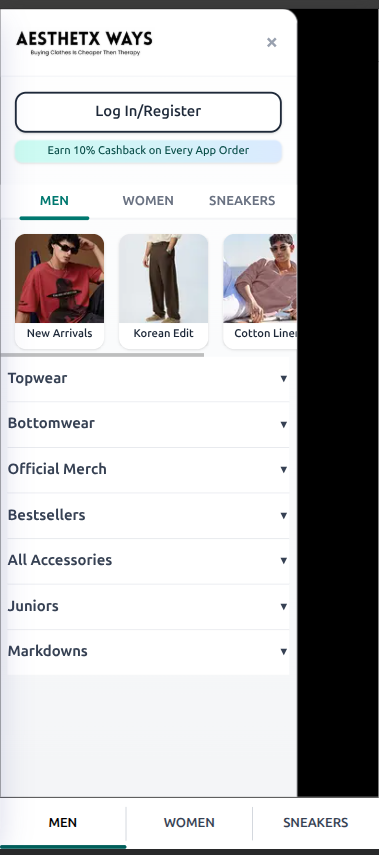 AESTHETX WAYS
Buying Clothes Is Cheaper Then Therapy
×
Log In/Register
Earn 10% Cashback on Every App Order
MEN WOMEN SNEAKERS
New Arrivals Korean Edit Cotton Linen
Topwear ▼
Bottomwear ▼
Official Merch ▼
Bestsellers ▼
All Accessories ▼
Juniors ▼
Markdowns ▼
MEN WOMEN SNEAKERS